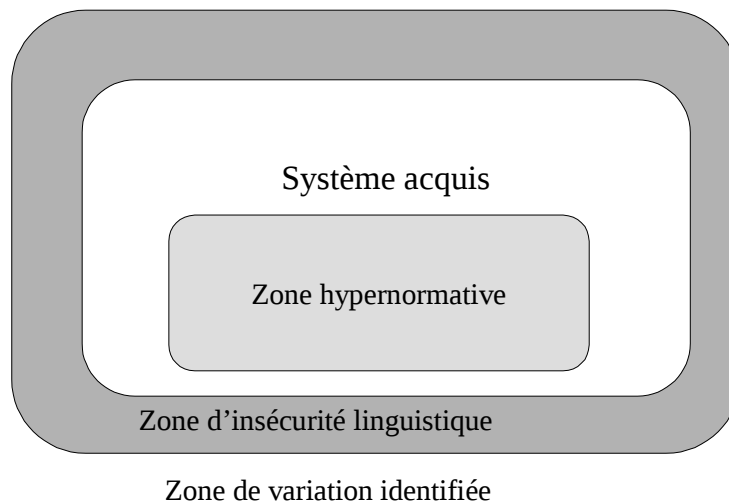 Système acquis
Zone hypernormative
Zone d’insécurité linguistique
Zone de variation identifiée